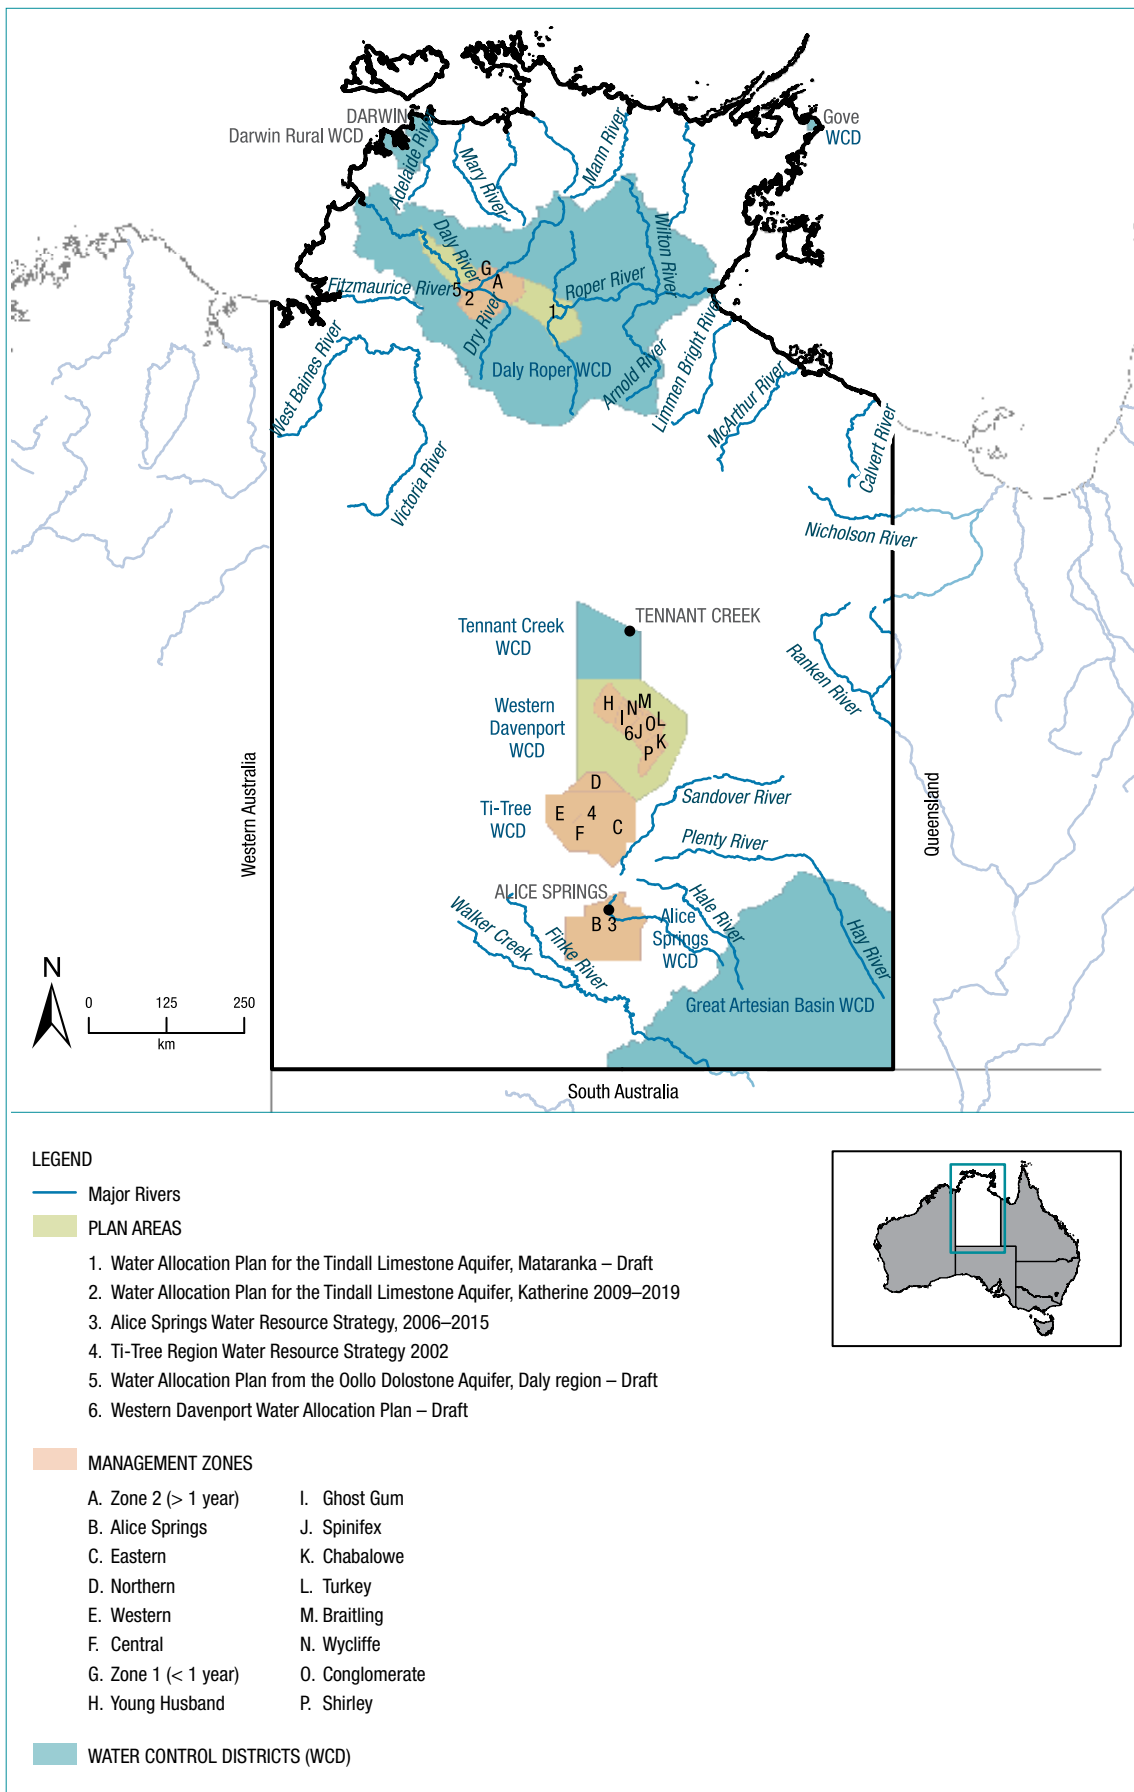 DARWIN
Darwin Rural WCD
Gove
WCD
Adelaide River
Mary River
Mann River
Daly River
Wilton River
G
A
5
2
1
Roper River
Fitzmaurice River
Dry River
Daly Roper WCD
Arnold River
Limmen Bright River
McArthur River
West Baines River
Victoria River
Calvert River
Nicholson River
Tennant Creek
WCD
TENNANT CREEK
Ranken River
Western
Davenport
WCD
H
N
M
I
O
L
6
J
K
P
D
Ti-Tree
WCD
E
4
F
C
Sandover River
Plenty River
Western Australia
Queensland
ALICE SPRINGS
B 3
Alice
Springs
WCD
Hale River
Hay River
Walker Creek
Finke River
Great Artesian Basin WCD
N
0 125 250
km
South Australia
LEGEND
Major Rivers
PLAN AREAS
1. Water Allocation Plan for the Tindall Limestone Aquifer, Mataranka – Draft
2. Water Allocation Plan for the Tindall Limestone Aquifer, Katherine 2009–2019
3. Alice Springs Water Resource Strategy, 2006–2015
4. Ti-Tree Region Water Resource Strategy 2002
5. Water Allocation Plan from the Oollo Dolostone Aquifer, Daly region – Draft
6. Western Davenport Water Allocation Plan – Draft
MANAGEMENT ZONES
A. Zone 2 (> 1 year)
B. Alice Springs
C. Eastern
D. Northern
E. Western
F. Central
G. Zone 1 (< 1 year)
H. Young Husband
I. Ghost Gum
J. Spinifex
K. Chabalowe
L. Turkey
M. Braitling
N. Wycliffe
O. Conglomerate
P. Shirley
WATER CONTROL DISTRICTS (WCD)